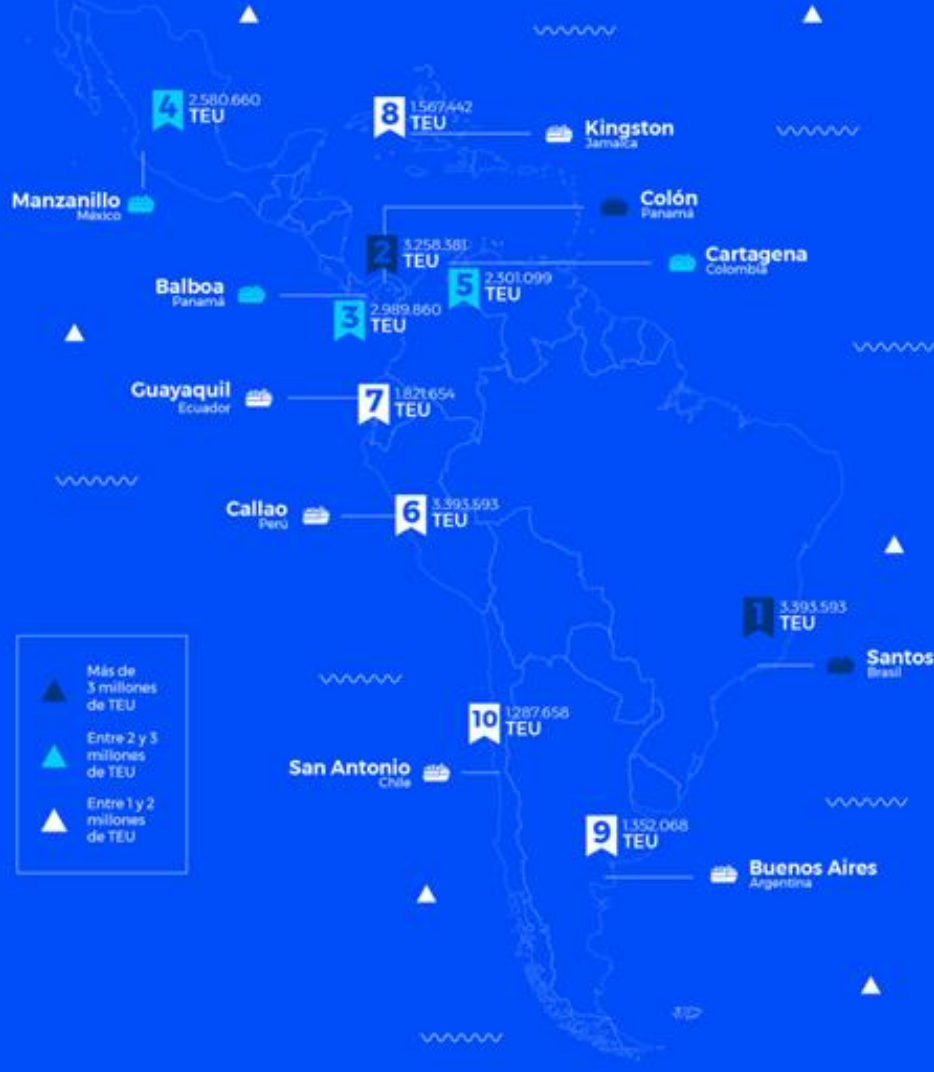 4
2.580.660
TEU
8
1.567.442
TEU
Kingston
Jamaica
Manzanillo
México
Colón
Panamá
2
3.258.381
TEU
Cartagena
Colombia
5
2.301.099
TEU
Balboa
Panamá
3
2.989.860
TEU
Guayaquil
Ecuador
7
1.821.654
TEU
Callao
Perú
6
3.393.593
TEU
1
3.393.593
TEU
Santos
Brasil
Más de
3 millones
de TEU
Entre 2 y 3
millones
de TEU
Entre 1 y 2
millones
de TEU
10
1.287.658
TEU
San Antonio
Chile
9
1.352.068
TEU
Buenos Aires
Argentina